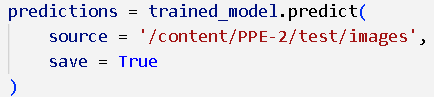 predictions = trained_model.predict(
    source = '/content/PPE-2/test/images',
    save = True
)